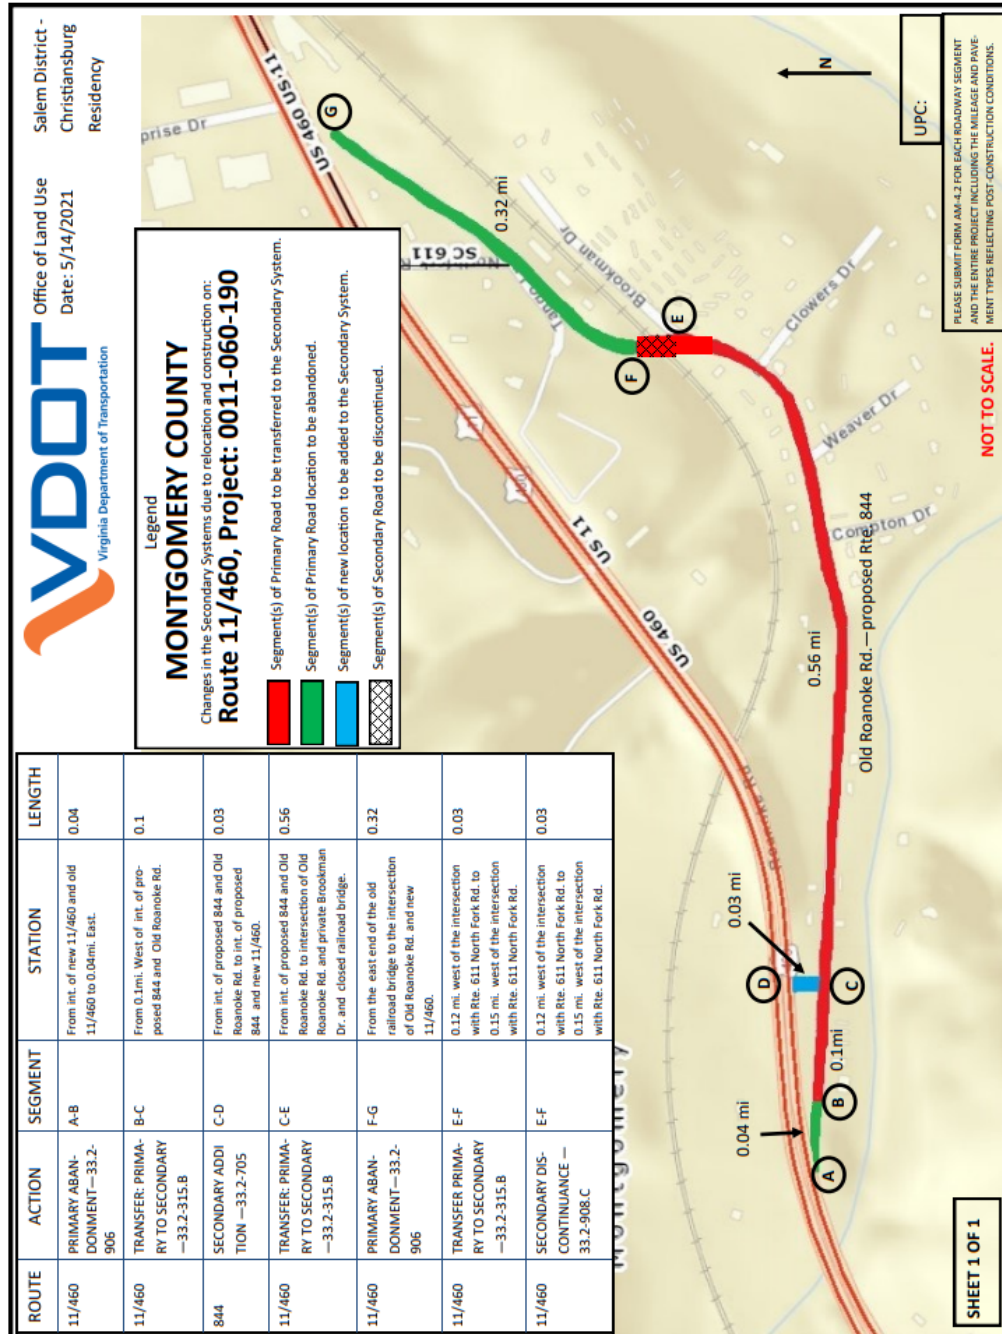 VDOT
Virginia Department of Transportation
Office of Land Use
Date: 5/14/2021
Salem District -
Christiansburg
Residency
ROUTE ACTION SEGMENT STATION LENGTH
11/460
PRIMARY ABAN-
DONMENT—33.2-
906
A-B
From int. of new 11/460 and old
11/460 to 0.04mi. East.
0.04
11/460
TRANSFER: PRIMA-
RY TO SECONDARY
—33.2-315.B
B-C
From 0.1mi. West of int. of pro-
posed 844 and Old Roanoke Rd.
0.1
844
SECONDARY ADDI
TION —33.2-705
C-D
From int. of proposed 844 and Old
Roanoke Rd. to int. of proposed
844 and new 11/460.
0.03
11/460
TRANSFER: PRIMA-
RY TO SECONDARY
—33.2-315.B
C-E
From int. of proposed 844 and Old
Roanoke Rd. to intersection of Old
Roanoke Rd. and private Brookman
Dr. and closed railroad bridge.
0.56
11/460
PRIMARY ABAN-
DONMENT—33.2-
906
F-G
From the east end of the old
railroad bridge to the intersection
of Old Roanoke Rd. and new
11/460.
0.32
11/460
TRANSFER PRIMA-
RY TO SECONDARY
—33.2-315.B
E-F
0.12 mi. west of the intersection
with Rte. 611 North Fork Rd. to
0.15 mi. west of the intersection
with Rte. 611 North Fork Rd.
0.03
11/460
SECONDARY DIS-
CONTINUANCE —
33.2-908.C
E-F
0.12 mi. west of the intersection
with Rte. 611 North Fork Rd. to
0.15 mi. west of the intersection
with Rte. 611 North Fork Rd.
0.03
Legend
MONTGOMERY COUNTY
Changes in the Secondary Systems due to relocation and construction on:
Route 11/460, Project: 0011-060-190
Segment(s) of Primary Road to be transferred to the Secondary System.
Segment(s) of Primary Road location to be abandoned.
Segment(s) of new location to be added to the Secondary System.
Segment(s) of Secondary Road to be discontinued.
prise Dr
US 460 US·11
G
0.32 mi
SC 611
Brookman Dr
F
E
Clowers Dr
Weaver Dr
Compton Dr
US 11
US 460
Roanoke Rd
0.56 mi
Old Roanoke Rd.—proposed Rte. 844
0.03 mi
D
C
0.1mi
B
0.04 mi
A
Montgomery
N
UPC:
PLEASE SUBMIT FORM AM-4.2 FOR EACH ROADWAY SEGMENT
AND THE ENTIRE PROJECT INCLUDING THE MILEAGE AND PAVE-
MENT TYPES REFLECTING POST-CONSTRUCTION CONDITIONS.
NOT TO SCALE.
SHEET 1 OF 1